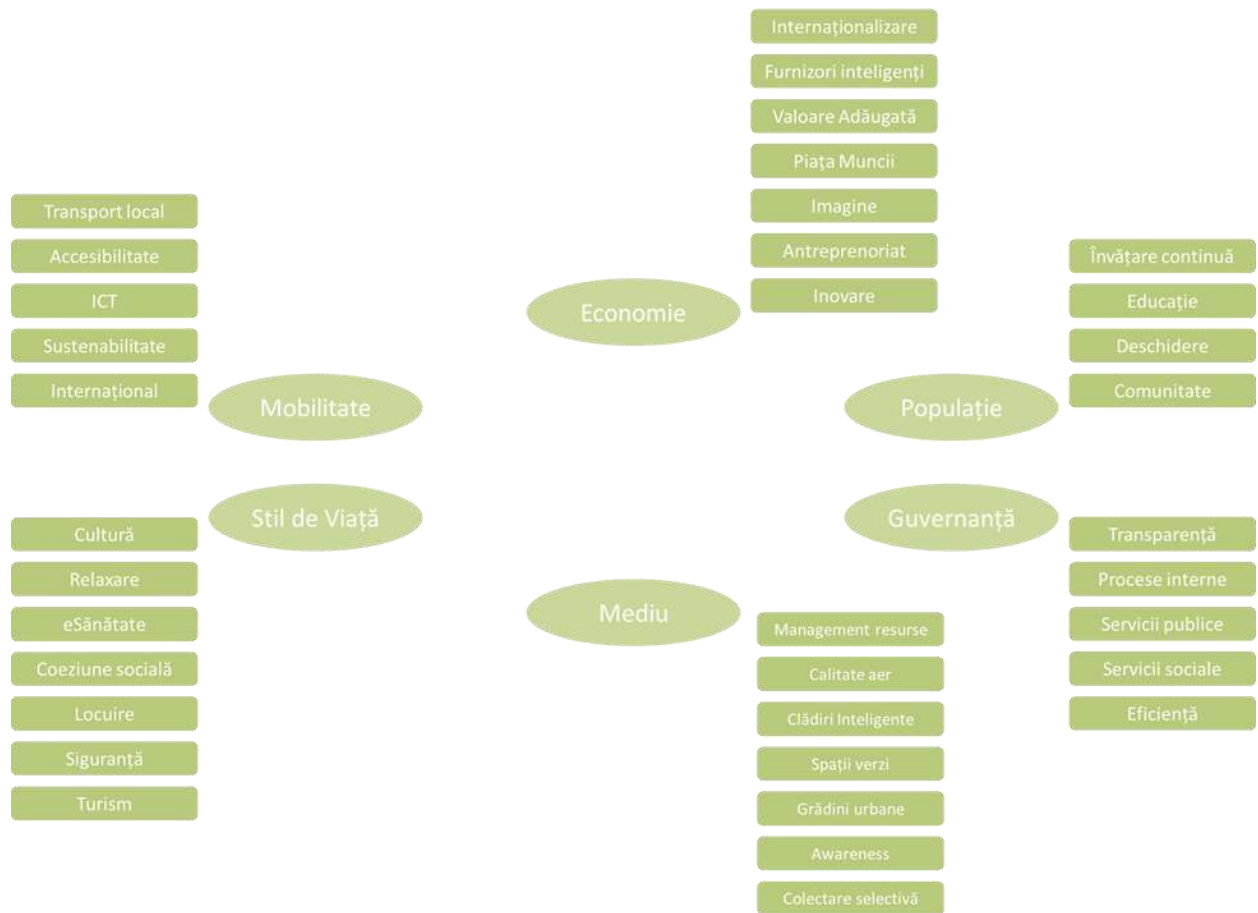 Internaționalizare
Furnizori inteligenți
Valoare Adăugată
Piața Muncii
Imagine
Antreprenoriat
Inovare
Economie
Transport local
Accesibilitate
ICT
Sustenabilitate
Internațional
Mobilitate
Învățare continuă
Educație
Deschidere
Comunitate
Populație
Stil de Viață
Cultură
Relaxare
eSănătate
Coeziune socială
Locuire
Siguranță
Turism
Guvernanță
Transparență
Procese interne
Servicii publice
Servicii sociale
Eficiență
Mediu
Management resurse
Calitate aer
Clădiri Inteligente
Spații verzi
Grădini urbane
Awareness
Colectare selectivă